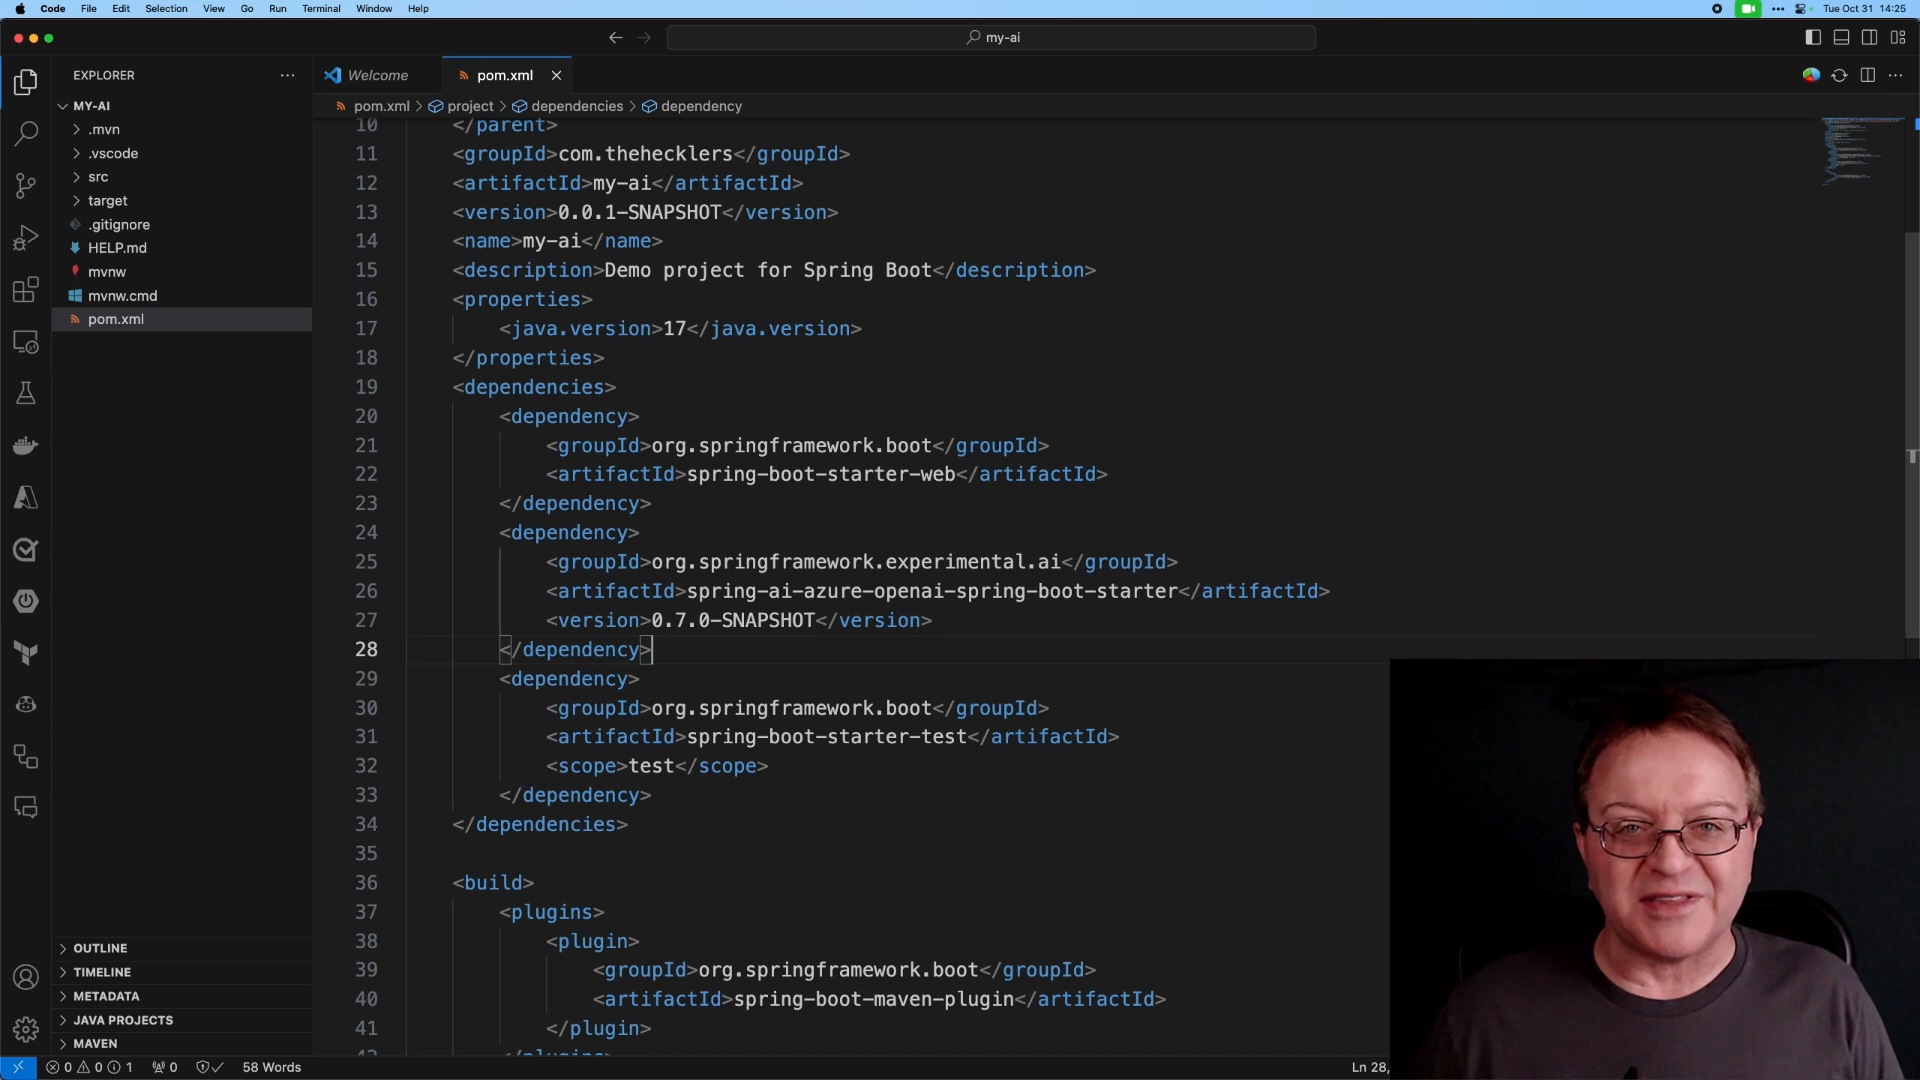 Code File Edit Selection View Go Run Terminal Window Help
Tue Oct 31 14:25
my-ai
EXPLORER
Welcome
pom.xml
MY-AI
pom.xml > project > dependencies > dependency
.mvn
.vscode
src
target
.gitignore
HELP.md
mvnw
mvnw.cmd
pom.xml
10 </parent>
11 <groupId>com.thehecklers</groupId>
12 <artifactId>my-ai</artifactId>
13 <version>0.0.1-SNAPSHOT</version>
14 <name>my-ai</name>
15 <description>Demo project for Spring Boot</description>
16 <properties>
17 <java.version>17</java.version>
18 </properties>
19 <dependencies>
20 <dependency>
21 <groupId>org.springframework.boot</groupId>
22 <artifactId>spring-boot-starter-web</artifactId>
23 </dependency>
24 <dependency>
25 <groupId>org.springframework.experimental.ai</groupId>
26 <artifactId>spring-ai-azure-openai-spring-boot-starter</artifactId>
27 <version>0.7.0-SNAPSHOT</version>
28 </dependency>
29 <dependency>
30 <groupId>org.springframework.boot</groupId>
31 <artifactId>spring-boot-starter-test</artifactId>
32 <scope>test</scope>
33 </dependency>
34 </dependencies>
35
36 <build>
37 <plugins>
38 <plugin>
39 <groupId>org.springframework.boot</groupId>
40 <artifactId>spring-boot-maven-plugin</artifactId>
41 </plugin>
OUTLINE
TIMELINE
METADATA
JAVA PROJECTS
MAVEN
0 0 1 0 58 Words
Ln 28,